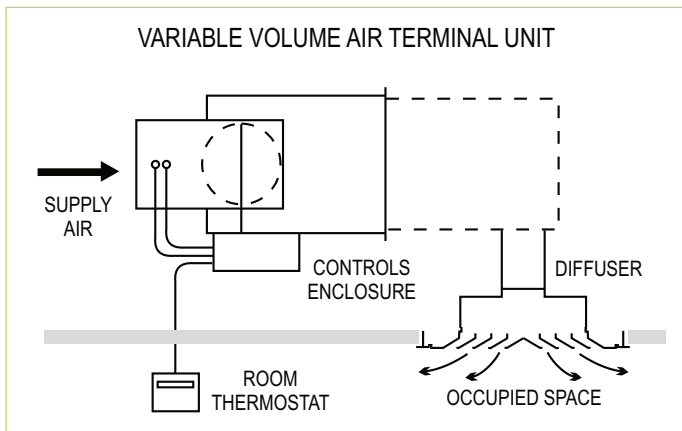 VARIABLE VOLUME AIR TERMINAL UNIT
SUPPLY
AIR
CONTROLS
ENCLOSURE
DIFFUSER
ROOM
THERMOSTAT
OCCUPIED SPACE